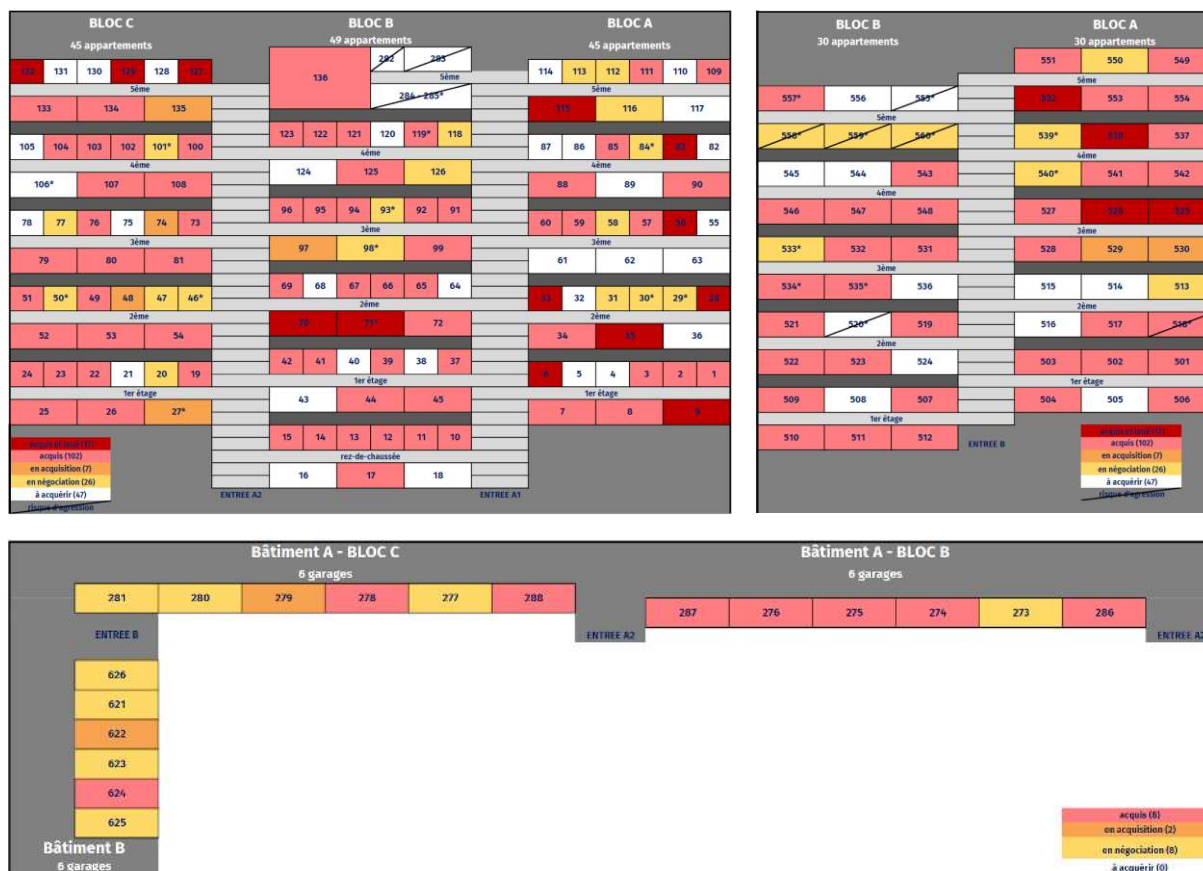 BLOC C
45 appartements
BLOC B
49 appartements
BLOC A
45 appartements
132 131 130 129 128 127
5ème
133 134 135
105 104 103 102 101* 100
4ème
106* 107 108
78 77 76 75 74 73
3ème
79 80 81
51 50* 49 48 47 46*
2ème
52 53 54
24 23 22 21 20 19
1er étage
25 26 27*
136 282 283
5ème
284 - 285*
123 122 121 120 119* 118
4ème
124 125 126
96 95 94 93* 92 91
3ème
97 98* 99
69 68 67 66 65 64
2ème
70 71* 72
42 41 40 39 38 37
1er étage
43 44 45
15 14 13 12 11 10
rez-de-chaussée
16 17 18
114 113 112 111 110 109
5ème
115 116 117
87 86 85 84* 83 82
4ème
88 89 90
60 59 58 57 56 55
3ème
61 62 63
33 32 31 30* 29* 28
2ème
34 35 36
6 5 4 3 2 1
1er étage
7 8 9
acquis et loué (17)
acquis (102)
en acquisition (7)
en négociation (26)
à acquérir (47)
risque d'agression
ENTREE A2
ENTREE A1
BLOC B
30 appartements
BLOC A
30 appartements
557* 556 555*
5ème
558* 559* 560*
545 544 543
4ème
546 547 548
533* 532 531
3ème
534* 535* 536
521 520* 519
2ème
522 523 524
509 508 507
1er étage
510 511 512
ENTREE B
551 550 549
5ème
552 553 554
539* 538 537
4ème
540* 541 542
527 526 525
3ème
528 529 530
515 514 513
2ème
516 517 518*
503 502 501
1er étage
504 505 506
acquis et loué (17)
acquis (102)
en acquisition (7)
en négociation (26)
à acquérir (47)
risque d'agression
Bâtiment A - BLOC C
6 garages
Bâtiment A - BLOC B
6 garages
281 280 279 278 277 288
287 276 275 274 273 286
ENTREE B
ENTREE A2
ENTREE A2
626
621
622
623
624
625
Bâtiment B
6 garages
acquis (8)
en acquisition (2)
en négociation (8)
à acquérir (0)